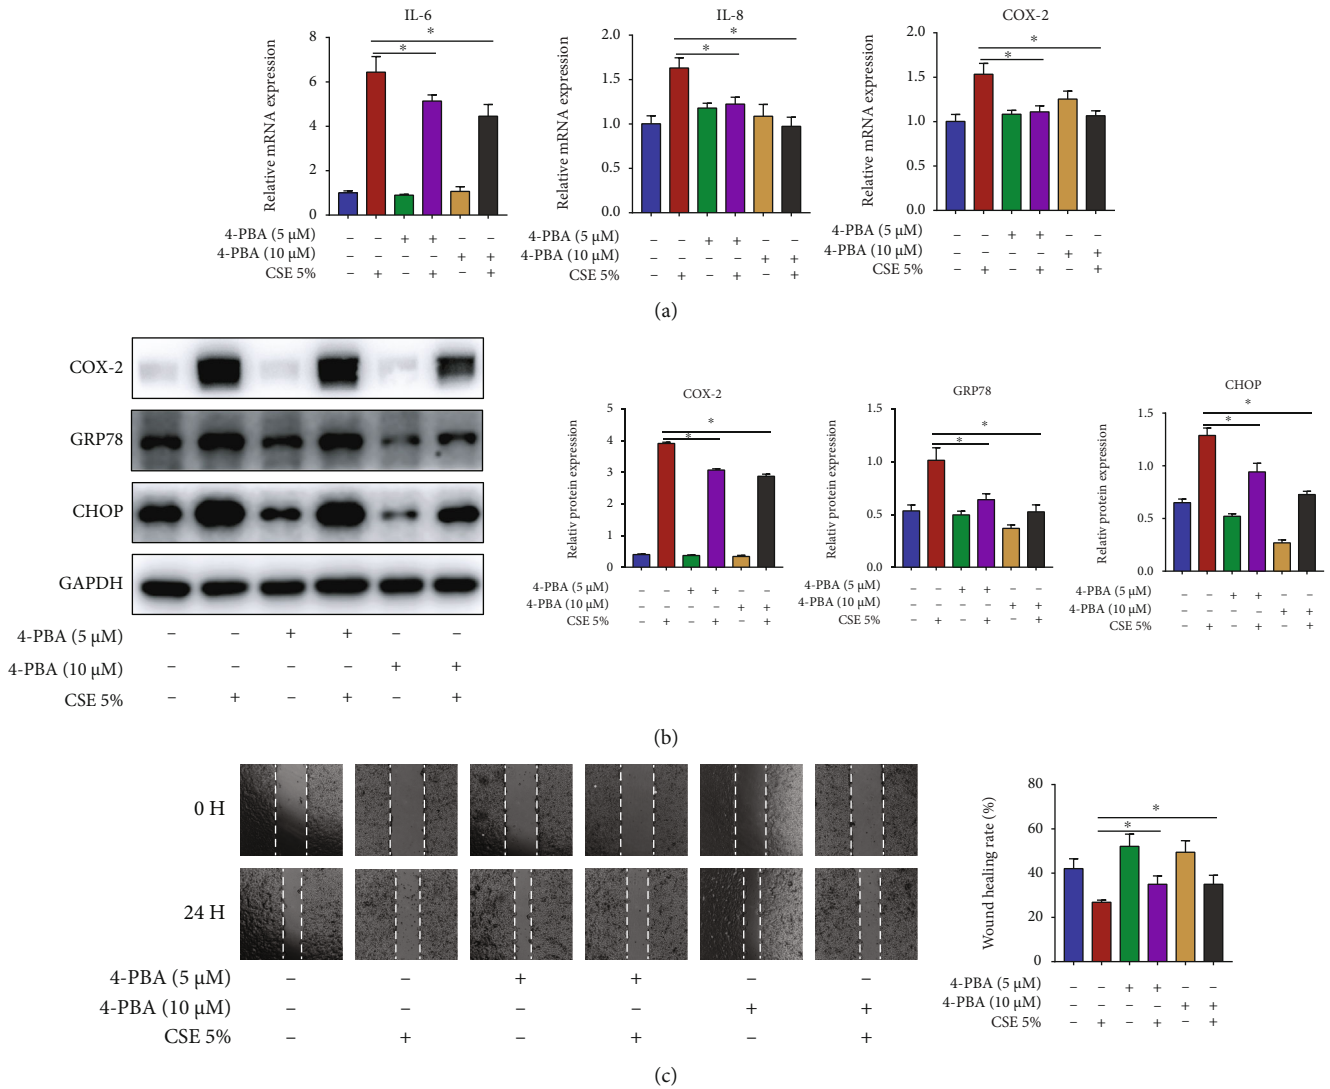 IL-6
IL-8
COX-2
Relative mRNA expression
8
6
4
2
0
*
*
Relative mRNA expression
2.0
1.5
1.0
0.5
0.0
*
*
Relative mRNA expression
2.0
1.5
1.0
0.5
0.0
*
*
4-PBA (5 μM) – – + + – –
4-PBA (10 μM) – – – – + +
CSE 5% – + – + – +
4-PBA (5 μM) – – + + – –
4-PBA (10 μM) – – – – + +
CSE 5% – + – + – +
4-PBA (5 μM) – – + + – –
4-PBA (10 μM) – – – – + +
CSE 5% – + – + – +
(a)
COX-2
GRP78
CHOP
GAPDH
4-PBA (5 μM) – – + + – –
4-PBA (10 μM) – – – – + +
CSE 5% – + – + – +
COX-2
Relativ protein expression
5
4
3
2
1
0
*
*
4-PBA (5 μM) – – + + – –
4-PBA (10 μM) – – – – + +
CSE 5% – + – + – +
GRP78
Relativ protein expression
1.5
1.0
0.5
0.0
*
*
4-PBA (5 μM) – – + + – –
4-PBA (10 μM) – – – – + +
CSE 5% – + – + – +
CHOP
Relativ protein expression
1.5
1.0
0.5
0.0
*
*
4-PBA (5 μM) – – + + – –
4-PBA (10 μM) – – – – + +
CSE 5% – + – + – +
(b)
0 H
24 H
4-PBA (5 μM) – – + + – –
4-PBA (10 μM) – – – – + +
CSE 5% – + – + – +
Wound healing rate (%)
80
60
40
20
0
*
*
4-PBA (5 μM) – – + + – –
4-PBA (10 μM) – – – – + +
CSE 5% – + – + – +
(c)